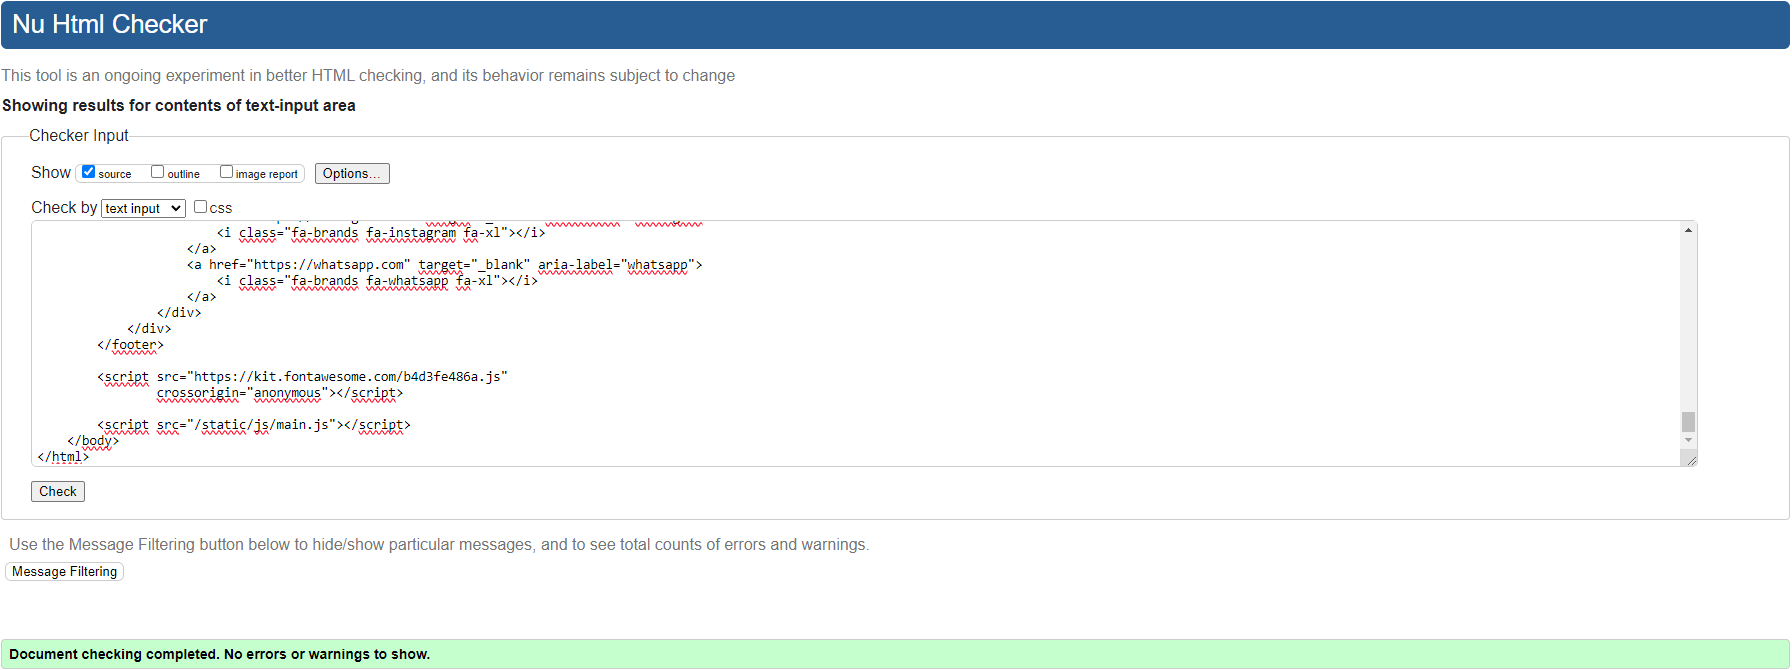 Nu Html Checker
This tool is an ongoing experiment in better HTML checking, and its behavior remains subject to change
Showing results for contents of text-input area
Checker Input
Show source outline image report Options...
Check by text input css
<i class="fa-brands fa-instagram fa-xl"></i>
</a>
<a href="https://whatsapp.com" target="_blank" aria-label="whatsapp">
<i class="fa-brands fa-whatsapp fa-xl"></i>
</a>
</div>
</div>
</footer>
<script src="https://kit.fontawesome.com/b4d3fe486a.js"
crossorigin="anonymous"></script>
<script src="/static/js/main.js"></script>
</body>
</html>
Check
Use the Message Filtering button below to hide/show particular messages, and to see total counts of errors and warnings.
Message Filtering
Document checking completed. No errors or warnings to show.